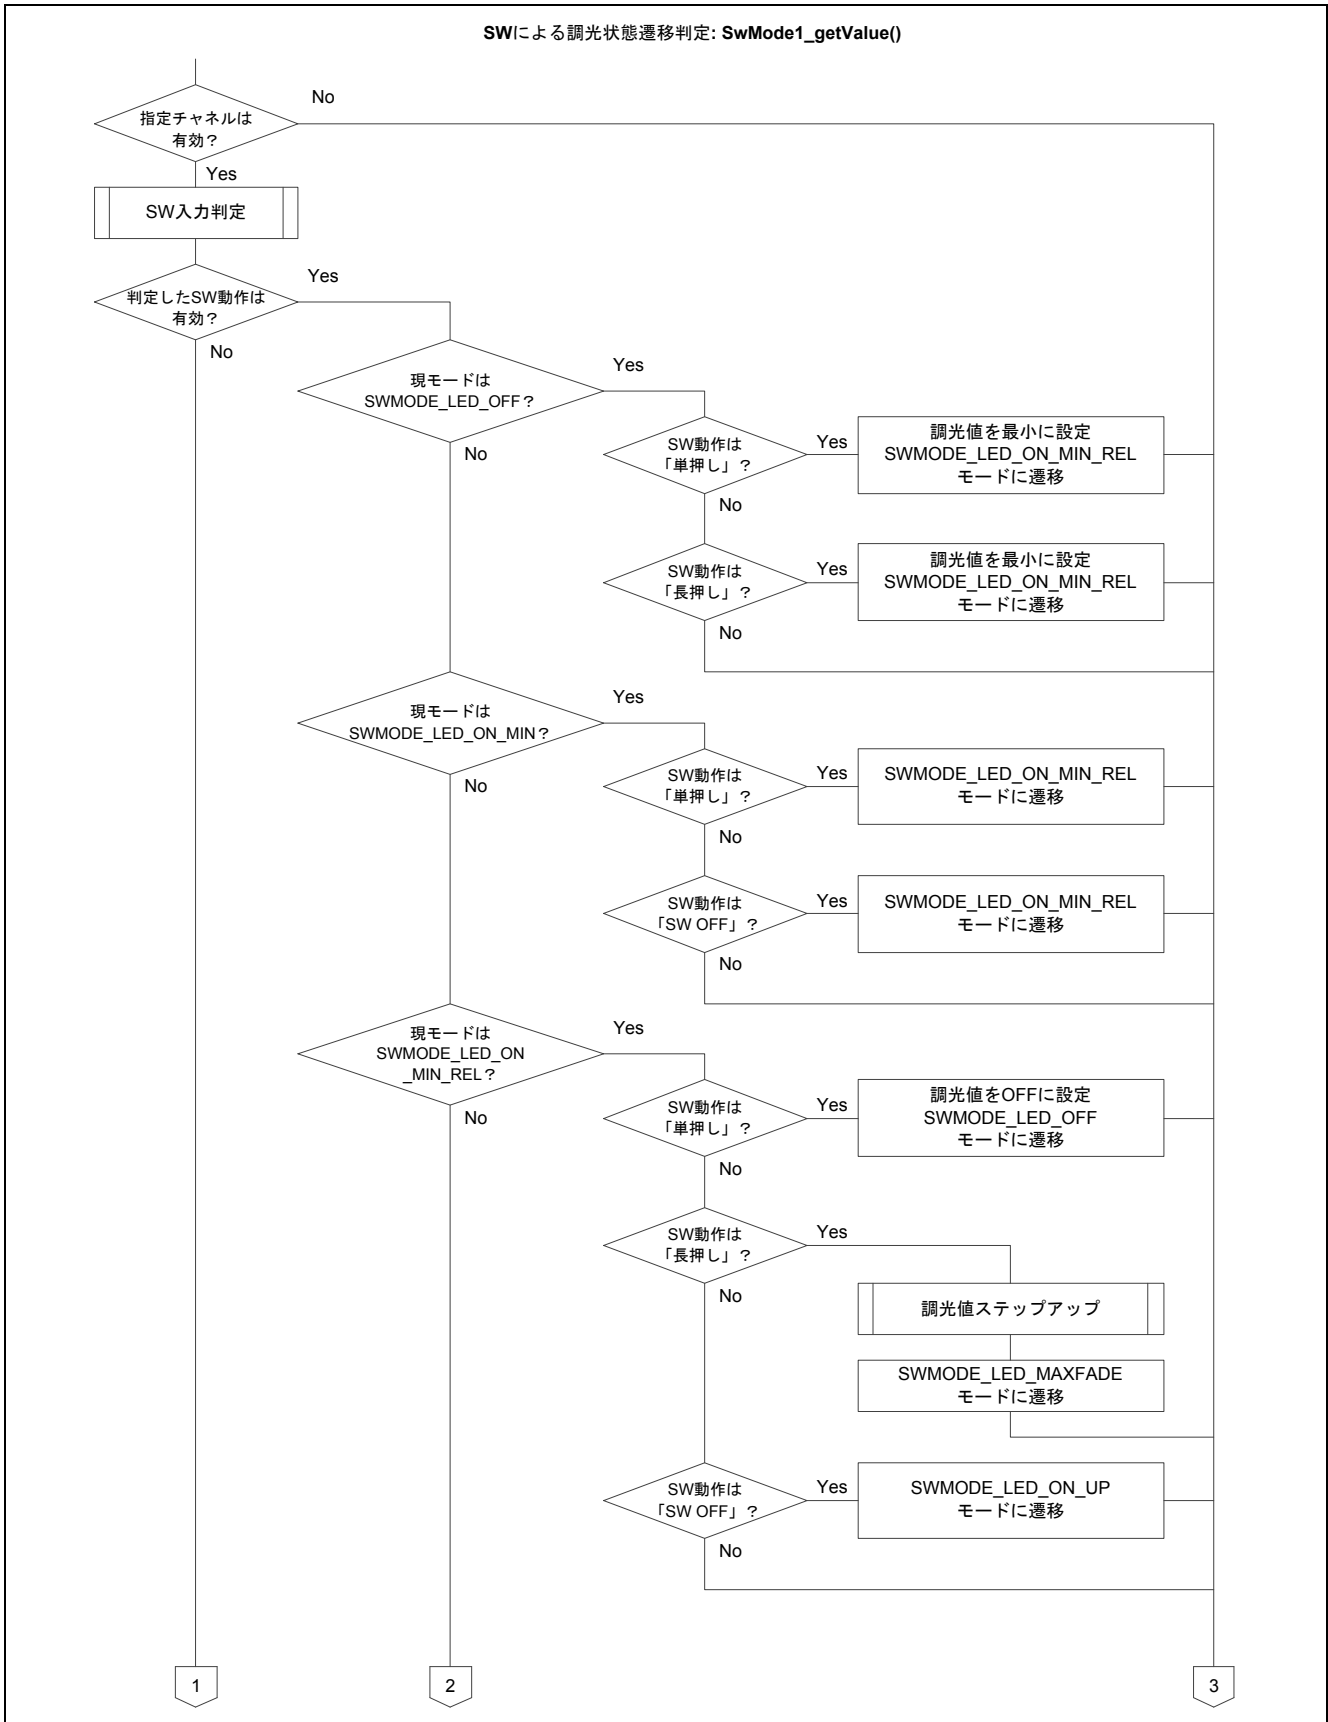 SWによる調光状態遷移判定: SwMode1_getValue()
指定チャネルは
有効？
No
Yes
SW入力判定
判定したSW動作は
有効？
Yes
No
現モードは
SWMODE_LED_OFF？
Yes
No
SW動作は
「単押し」？
Yes
調光値を最小に設定
SWMODE_LED_ON_MIN_REL
モードに遷移
No
SW動作は
「長押し」？
Yes
調光値を最小に設定
SWMODE_LED_ON_MIN_REL
モードに遷移
No
現モードは
SWMODE_LED_ON_MIN？
Yes
No
SW動作は
「単押し」？
Yes
SWMODE_LED_ON_MIN_REL
モードに遷移
No
SW動作は
「SW OFF」？
Yes
SWMODE_LED_ON_MIN_REL
モードに遷移
No
現モードは
SWMODE_LED_ON
_MIN_REL？
Yes
No
SW動作は
「単押し」？
Yes
調光値をOFFに設定
SWMODE_LED_OFF
モードに遷移
No
SW動作は
「長押し」？
Yes
No
調光値ステップアップ
SWMODE_LED_MAXFADE
モードに遷移
SW動作は
「SW OFF」？
Yes
SWMODE_LED_ON_UP
モードに遷移
No
1
2
3